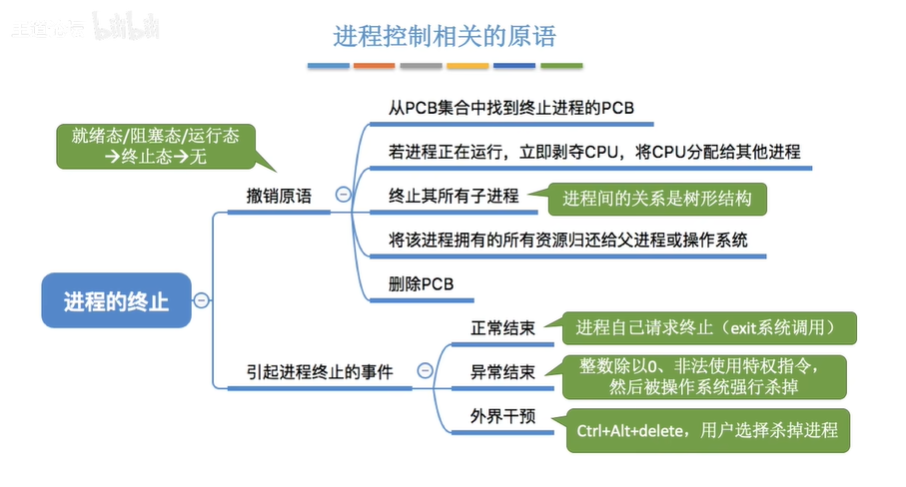 进程控制相关的原语
就绪态/阻塞态/运行态
→终止态→无
撤销原语
从PCB集合中找到终止进程的PCB
若进程正在运行，立即剥夺CPU，将CPU分配给其他进程
终止其所有子进程
进程间的关系是树形结构
将该进程拥有的所有资源归还给父进程或操作系统
删除PCB
进程的终止
引起进程终止的事件
正常结束
进程自己请求终止（exit系统调用）
异常结束
整数除以0、非法使用特权指令，
然后被操作系统强行杀掉
外界干预
Ctrl+Alt+delete，用户选择杀掉进程